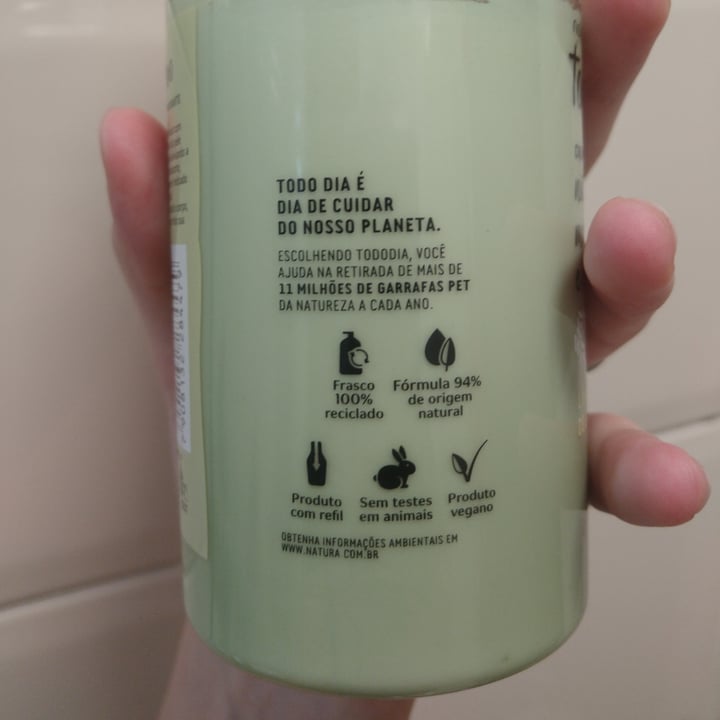 TODO DIA É
DIA DE CUIDAR
DO NOSSO PLANETA.
ESCOLHENDO TODODIA, VOCÊ
AJUDA NA RETIRADA DE MAIS DE
11 MILHÕES DE GARRAFAS PET
DA NATUREZA A CADA ANO.
Frasco
100%
reciclado
Fórmula 94%
de origem
natural
Produto
com refil
Sem testes
em animais
Produto
vegano
OBTENHA INFORMAÇÕES AMBIENTAIS EM
WWW.NATURA.COM.BR